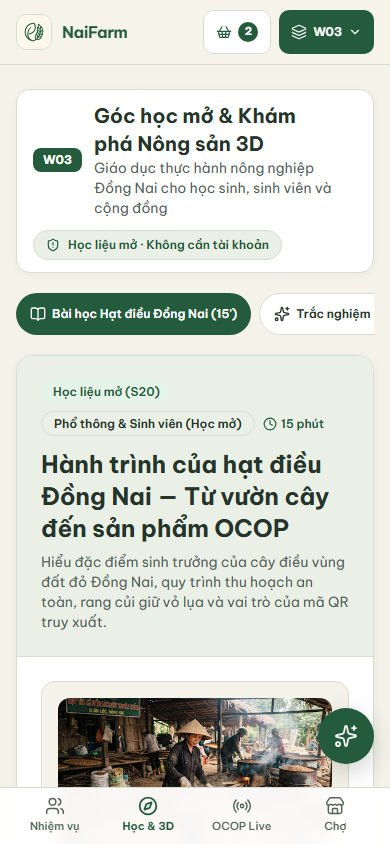 NaiFarm
2
W03
Góc học mở & Khám
phá Nông sản 3D
W03
Giáo dục thực hành nông nghiệp
Đồng Nai cho học sinh, sinh viên và
cộng đồng
Học liệu mở · Không cần tài khoản
Bài học Hạt điều Đồng Nai (15')
Trắc nghiệm
Học liệu mở (S20)
Phổ thông & Sinh viên (Học mở)
15 phút
Hành trình của hạt điều
Đồng Nai — Từ vườn cây
đến sản phẩm OCOP
Hiểu đặc điểm sinh trưởng của cây điều vùng
đất đỏ Đồng Nai, quy trình thu hoạch an
toàn, rang củi giữ vỏ lụa và vai trò của mã QR
truy xuất.
Nhiệm vụ
Học & 3D
OCOP Live
Chợ